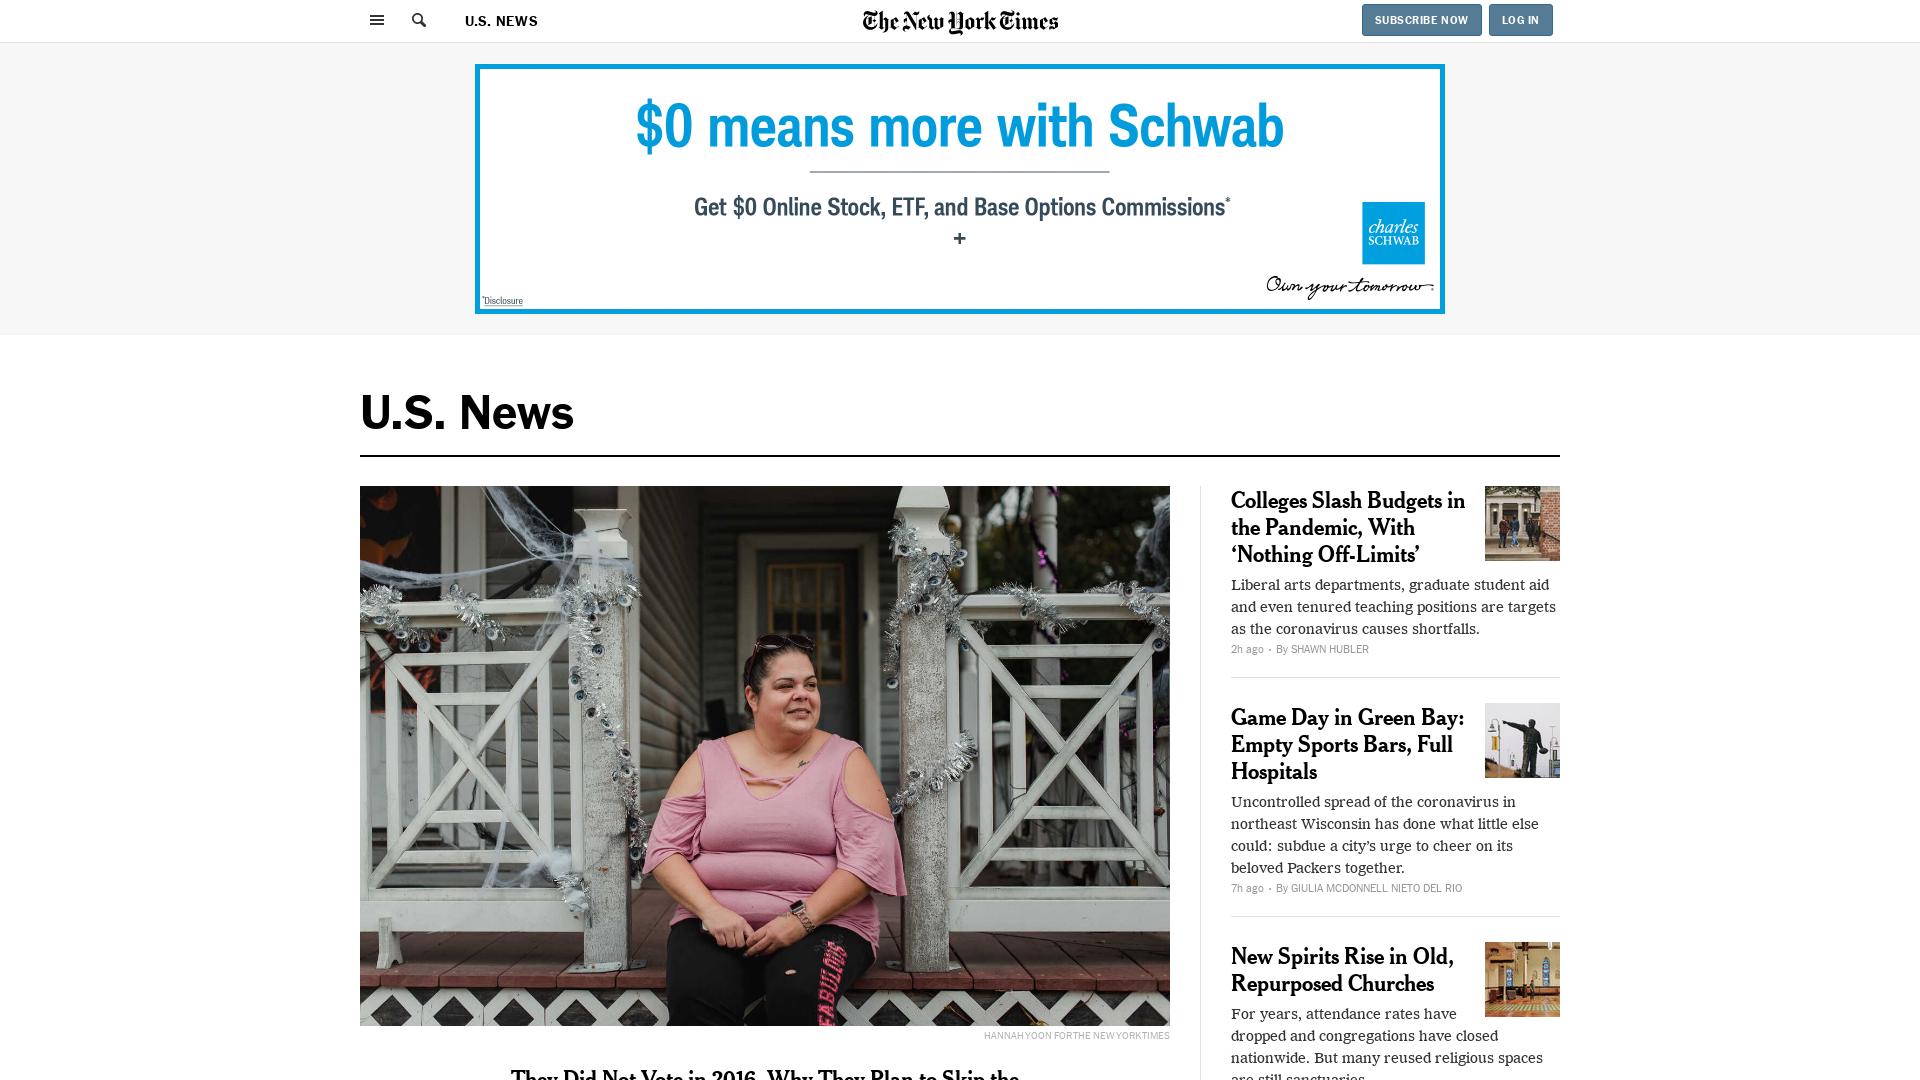 U.S. NEWS
The New York Times
SUBSCRIBE NOW
LOG IN
$0 means more with Schwab
Get $0 Online Stock, ETF, and Base Options Commissions*
+
charles
SCHWAB
Own your tomorrow
*Disclosure
U.S. News
FABULOUS
HANNAH YOON FOR THE NEW YORK TIMES
They Did Not Vote in 2016. Why They Plan to Skip the
Colleges Slash Budgets in
the Pandemic, With
‘Nothing Off-Limits’
Liberal arts departments, graduate student aid
and even tenured teaching positions are targets
as the coronavirus causes shortfalls.
2h ago · By SHAWN HUBLER
Game Day in Green Bay:
Empty Sports Bars, Full
Hospitals
Uncontrolled spread of the coronavirus in
northeast Wisconsin has done what little else
could: subdue a city’s urge to cheer on its
beloved Packers together.
7h ago · By GIULIA MCDONNELL NIETO DEL RIO
New Spirits Rise in Old,
Repurposed Churches
For years, attendance rates have
dropped and congregations have closed
nationwide. But many reused religious spaces
are still sanctuaries.